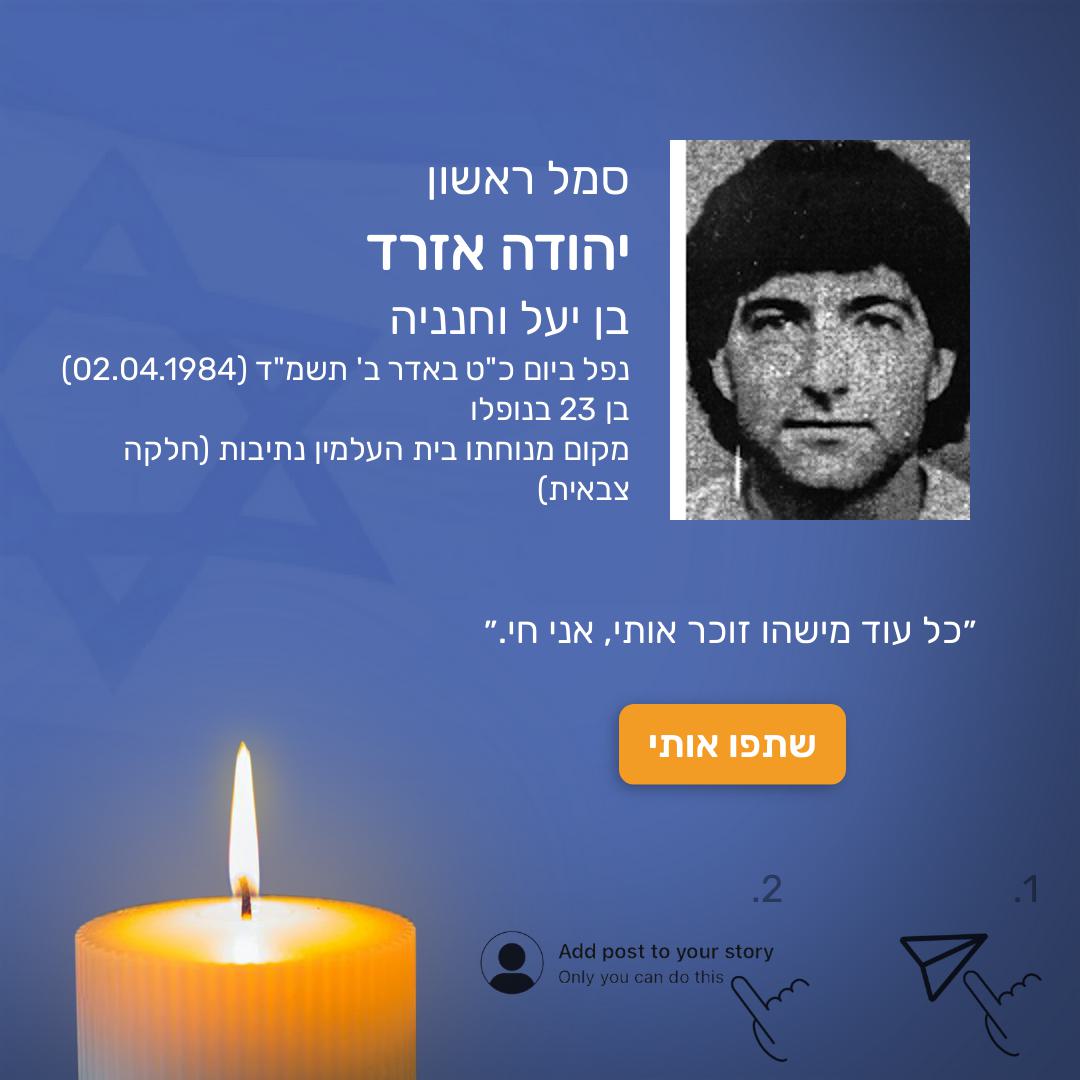 סמל ראשון
יהודה אזרד
בן יעל וחנניה
נפל ביום כ"ט באדר ב' תשמ"ד (02.04.1984)
בן 23 בנופלו
מקום מנוחתו בית העלמין נתיבות (חלקה
צבאית)
״כל עוד מישהו זוכר אותי, אני חי.״
שתפו אותי
.1
.2
Add post to your story
Only you can do this